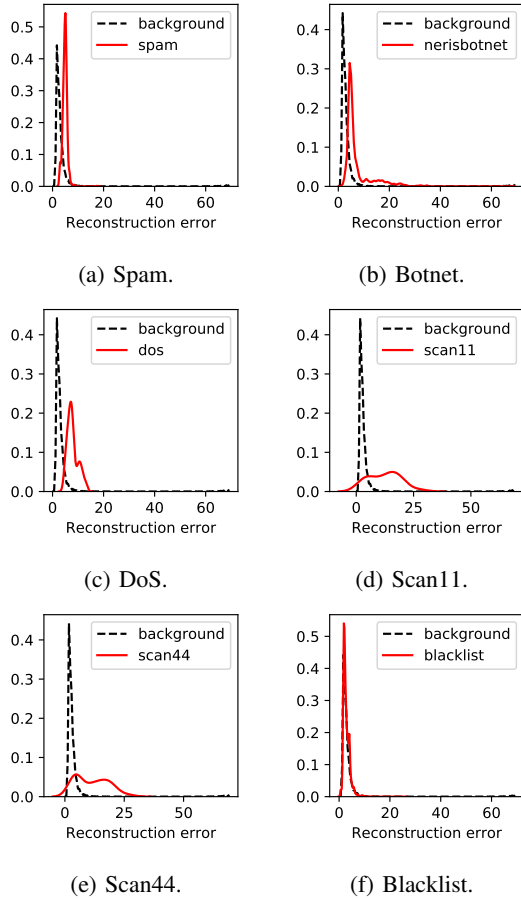 background
spam
0.5
0.4
0.3
0.2
0.1
0.0
0 20 40 60
Reconstruction error
(a) Spam.
background
nerisbotnet
0.4
0.3
0.2
0.1
0.0
0 20 40 60
Reconstruction error
(b) Botnet.
background
dos
0.4
0.3
0.2
0.1
0.0
0 20 40 60
Reconstruction error
(c) DoS.
background
scan11
0.4
0.3
0.2
0.1
0.0
0 25 50
Reconstruction error
(d) Scan11.
background
scan44
0.4
0.3
0.2
0.1
0.0
0 25 50
Reconstruction error
(e) Scan44.
background
blacklist
0.5
0.4
0.3
0.2
0.1
0.0
0 20 40 60
Reconstruction error
(f) Blacklist.